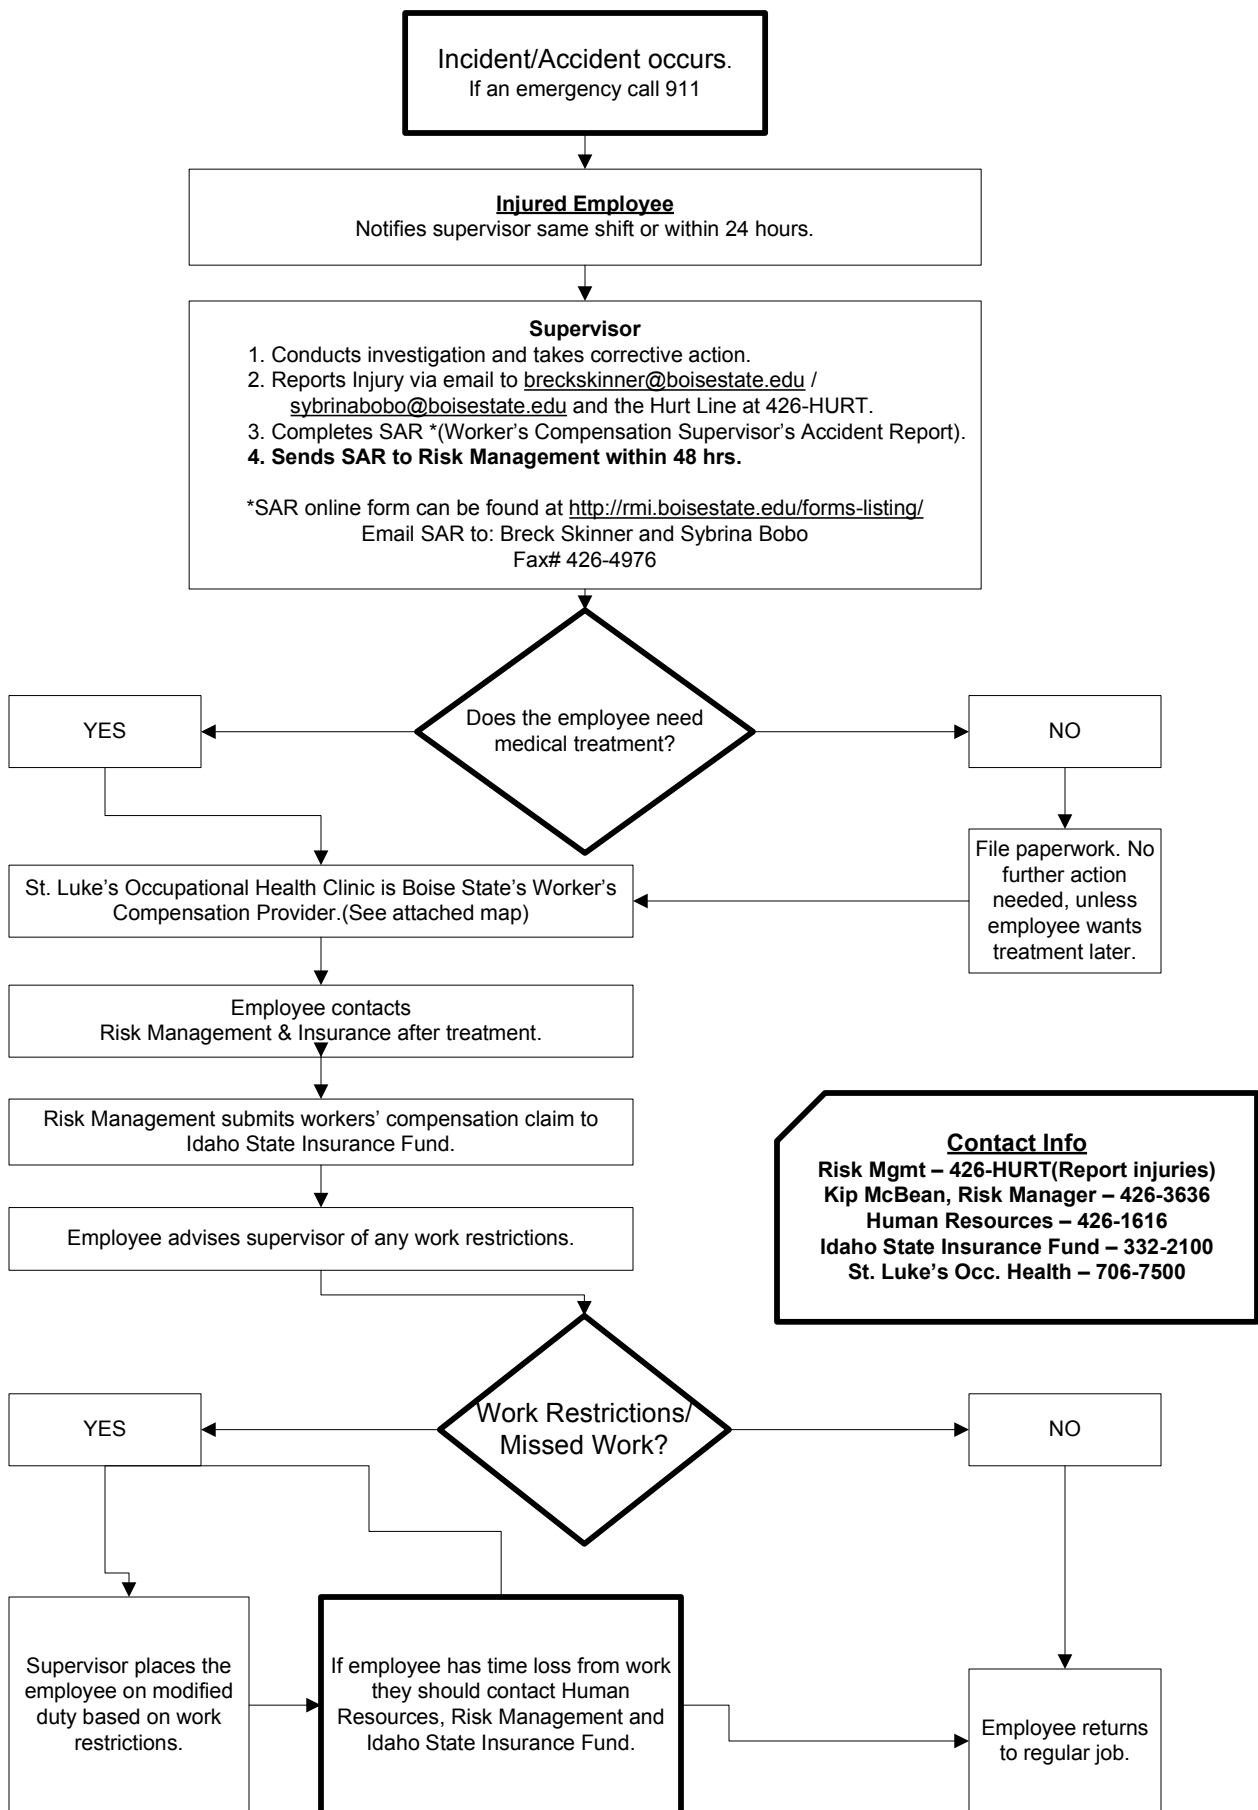 Incident/Accident occurs.
If an emergency call 911
Injured Employee
Notifies supervisor same shift or within 24 hours.
Supervisor
1. Conducts investigation and takes corrective action.
2. Reports Injury via email to breckskinner@boisestate.edu /
sybrinabobo@boisestate.edu and the Hurt Line at 426-HURT.
3. Completes SAR *(Worker’s Compensation Supervisor’s Accident Report).
4. Sends SAR to Risk Management within 48 hrs.
*SAR online form can be found at http://rmi.boisestate.edu/forms-listing/
Email SAR to: Breck Skinner and Sybrina Bobo
Fax# 426-4976
Does the employee need
medical treatment?
YES
NO
File paperwork. No
further action
needed, unless
employee wants
treatment later.
St. Luke’s Occupational Health Clinic is Boise State’s Worker’s
Compensation Provider.(See attached map)
Employee contacts
Risk Management & Insurance after treatment.
Risk Management submits workers’ compensation claim to
Idaho State Insurance Fund.
Employee advises supervisor of any work restrictions.
Contact Info
Risk Mgmt – 426-HURT(Report injuries)
Kip McBean, Risk Manager – 426-3636
Human Resources – 426-1616
Idaho State Insurance Fund – 332-2100
St. Luke’s Occ. Health – 706-7500
Work Restrictions/
Missed Work?
YES
NO
Supervisor places the
employee on modified
duty based on work
restrictions.
If employee has time loss from work
they should contact Human
Resources, Risk Management and
Idaho State Insurance Fund.
Employee returns
to regular job.